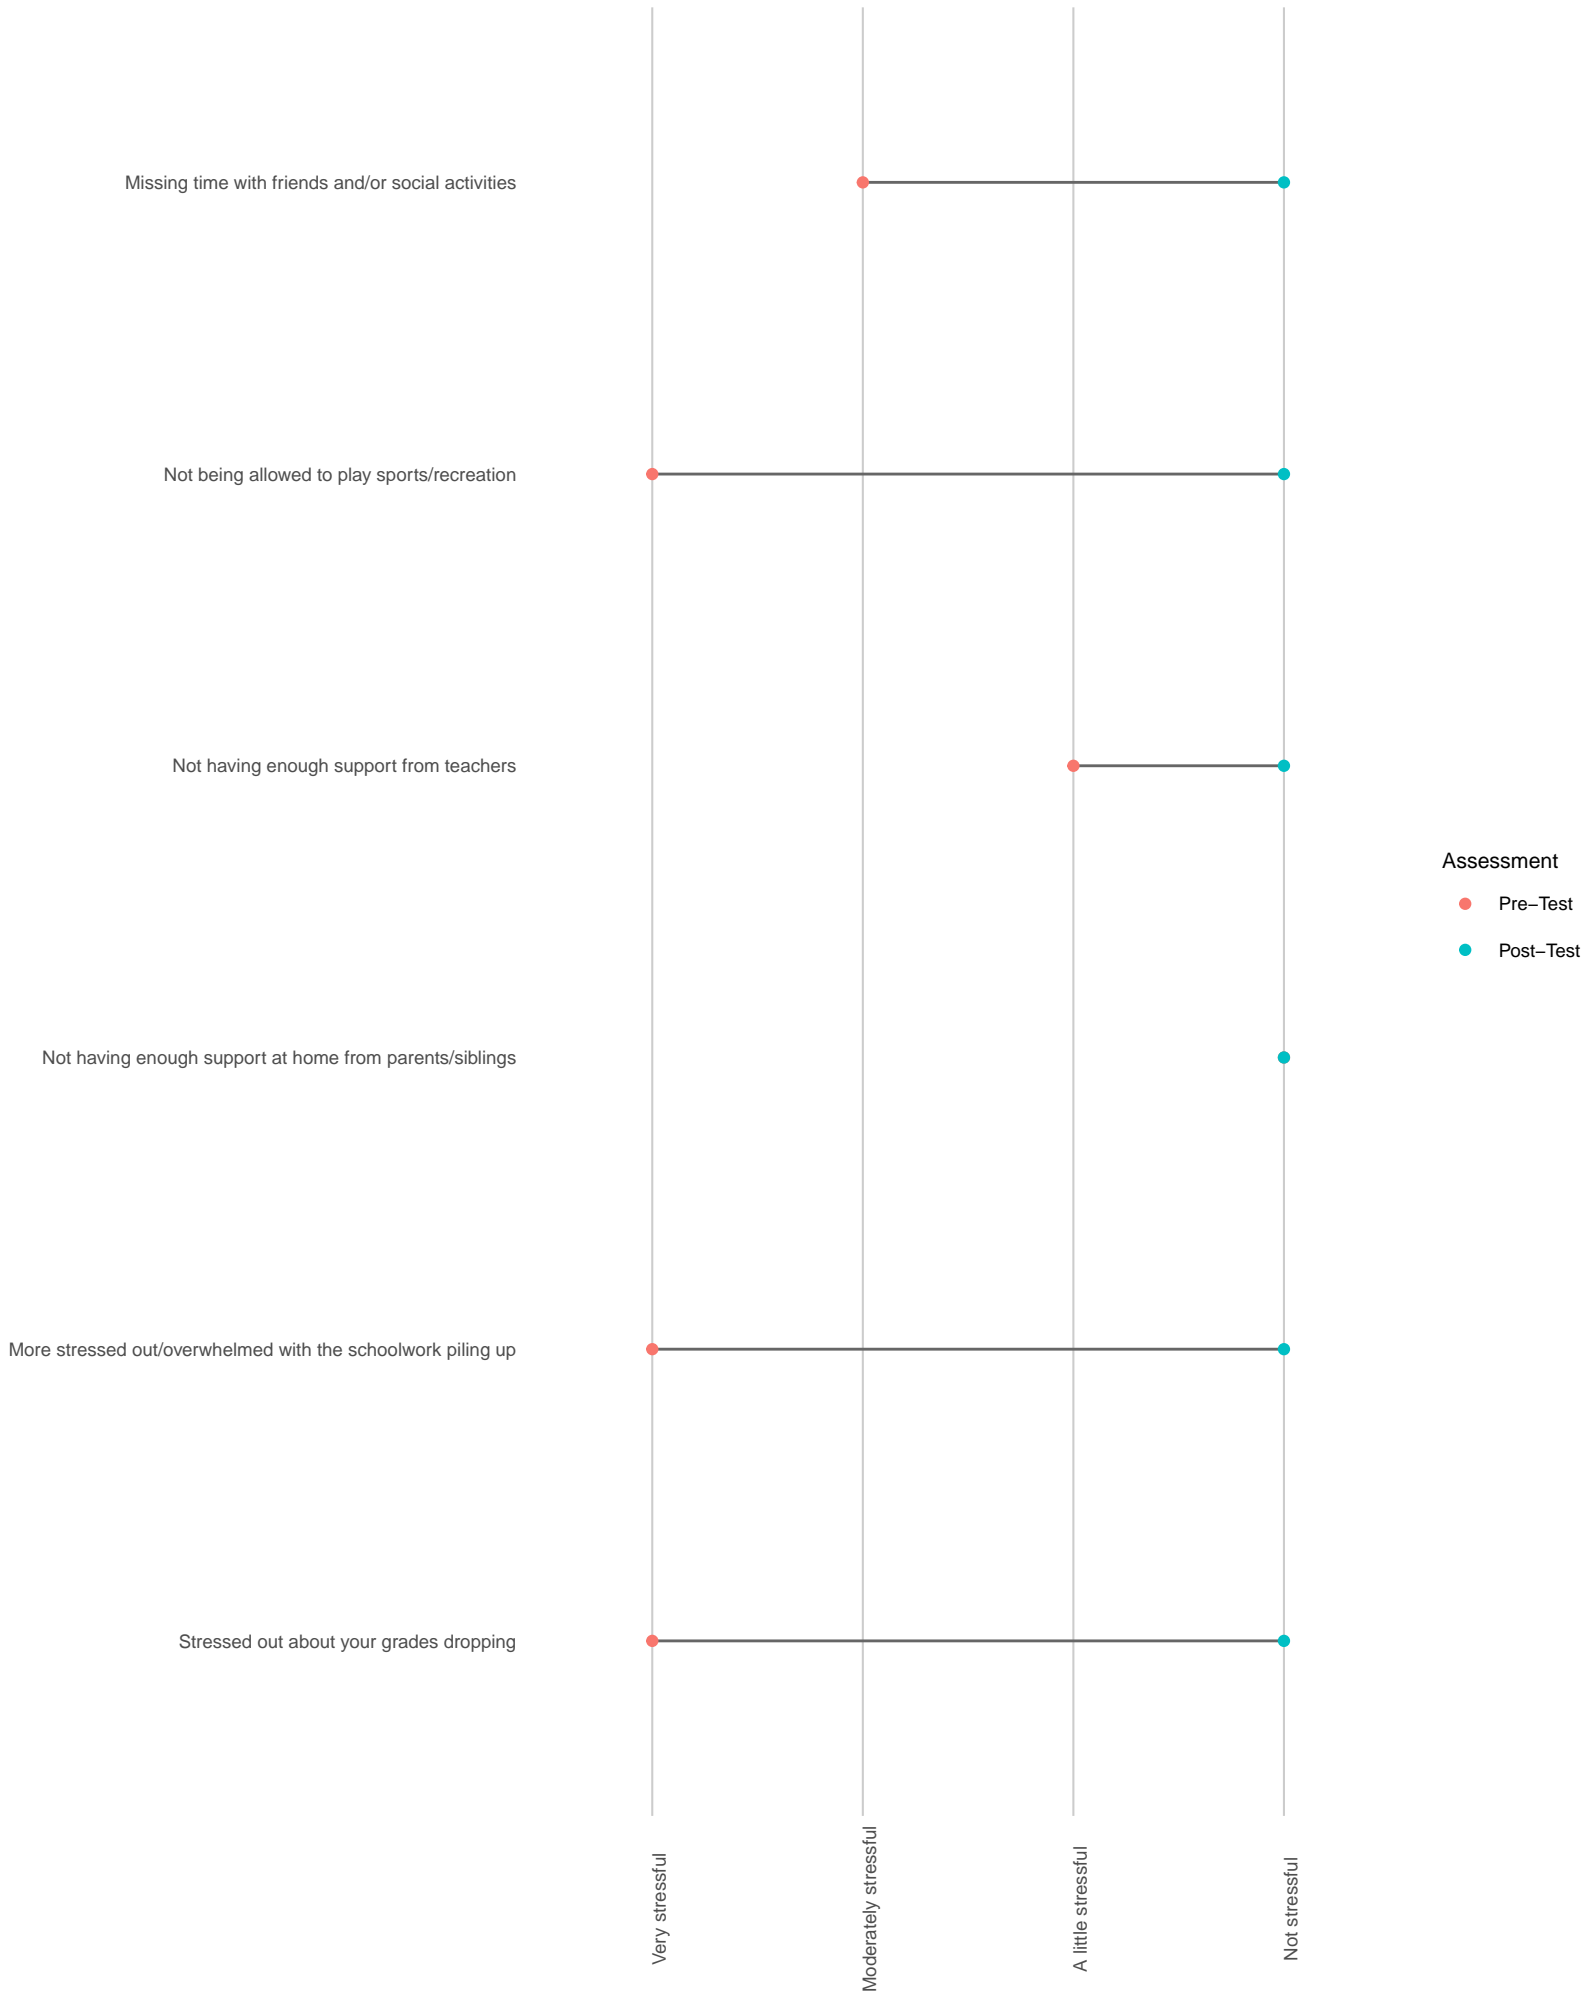 Missing time with friends and/or social activities
Not being allowed to play sports/recreation
Not having enough support from teachers
Not having enough support at home from parents/siblings
More stressed out/overwhelmed with the schoolwork piling up
Stressed out about your grades dropping
Very stressful
Moderately stressful
A little stressful
Not stressful
Assessment
Pre−Test
Post−Test